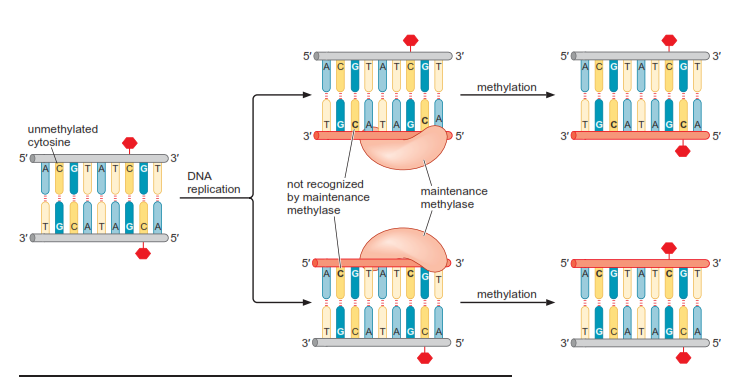 5′ 3′
A C G T A T C G T
T G C A T A G C A
3′ 5′
unmethylated
cytosine
5′ 3′
A C G T A T C G T
T G C A T A G C A
3′ 5′
DNA
replication
not recognized
by maintenance
methylase
maintenance
methylase
5′ 3′
A C G T A T C G T
T G C A T A G C A
3′ 5′
methylation
5′ 3′
A C G T A T C G T
T G C A T A G C A
3′ 5′
methylation
5′ 3′
A C G T A T C G T
T G C A T A G C A
3′ 5′